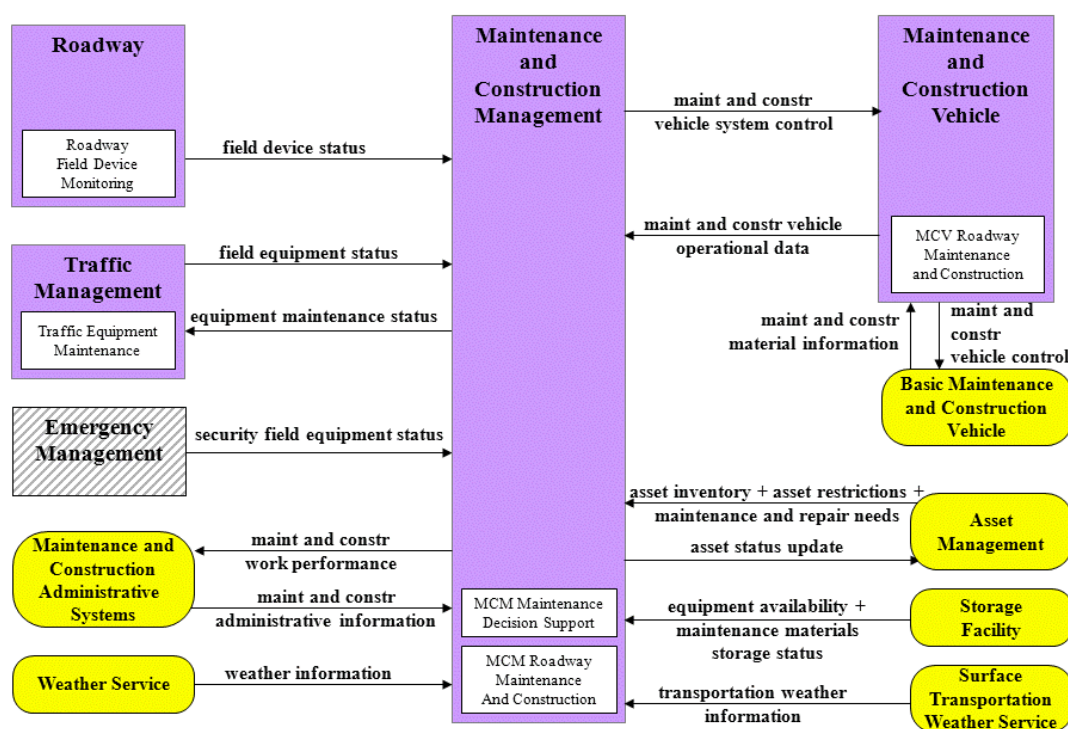 Roadway
Roadway
Field Device
Monitoring
field device status
Traffic
Management
Traffic Equipment
Maintenance
field equipment status
equipment maintenance status
Emergency
Management
security field equipment status
Maintenance and
Construction
Administrative
Systems
maint and constr
work performance
maint and constr
administrative information
Weather Service
weather information
Maintenance
and
Construction
Management
MCM Maintenance
Decision Support
MCM Roadway
Maintenance
And Construction
maint and constr
vehicle system control
maint and constr vehicle
operational data
Maintenance
and
Construction
Vehicle
MCV Roadway
Maintenance
and Construction
maint and constr
material information
maint and
constr
vehicle control
Basic Maintenance
and Construction
Vehicle
asset inventory + asset restrictions +
maintenance and repair needs
asset status update
Asset
Management
equipment availability +
maintenance materials
storage status
Storage
Facility
transportation weather
information
Surface
Transportation
Weather Service